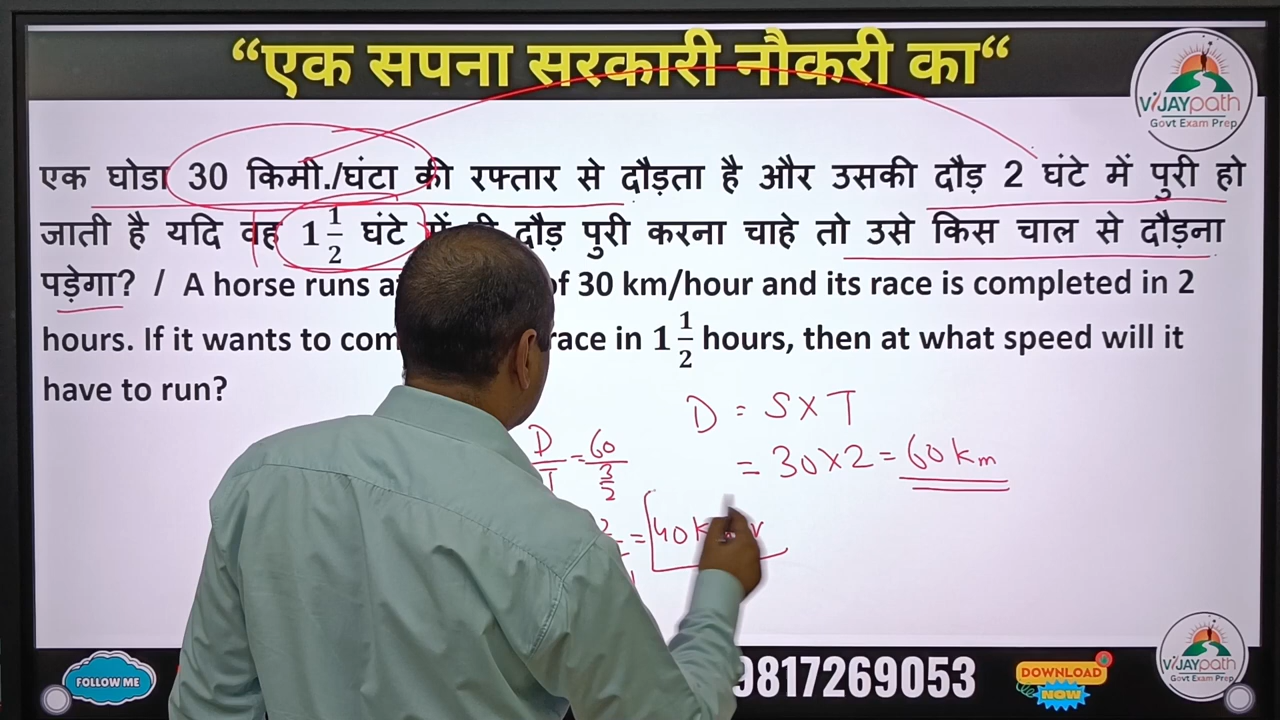 “एक सपना सरकारी नौकरी का“
VIJAYpath
Govt Exam Prep
एक घोडा 30 किमी./घंटा की रफ्तार से दौड़ता है और उसकी दौड़ 2 घंटे में पुरी हो
जाती है यदि वह 1 1/2 घंटे में दौड़ पुरी करना चाहे तो उसे किस चाल से दौड़ना
पड़ेगा? / A horse runs a of 30 km/hour and its race is completed in 2
hours. If it wants to com race in 1 1/2 hours, then at what speed will it
have to run?
D = S X T
= 30 X 2 = 60 km
D/T = 60/(3/2)
= 40 k
FOLLOW ME
9817269053
DOWNLOAD
NOW
VIJAYpath
Govt Exam Prep